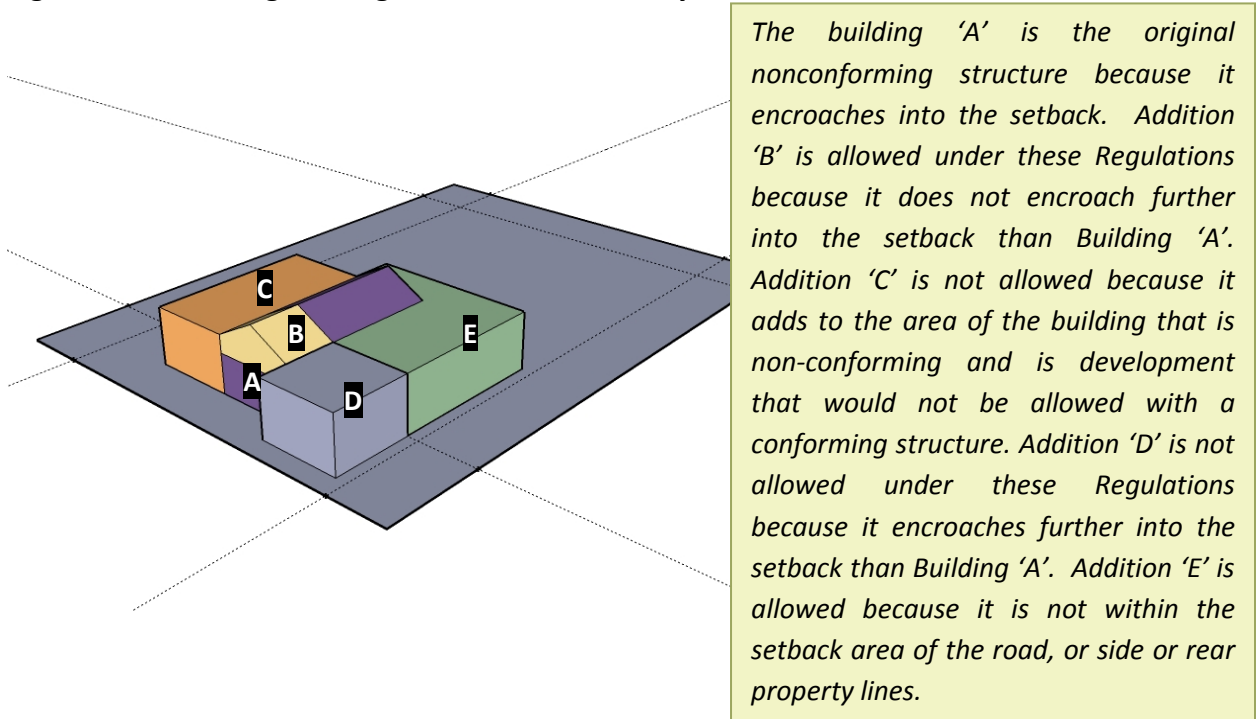 The building ‘A’ is the original
nonconforming structure because it
encroaches into the setback. Addition
‘B’ is allowed under these Regulations
because it does not encroach further
into the setback than Building ‘A’.
Addition ‘C’ is not allowed because it
adds to the area of the building that is
non-conforming and is development
that would not be allowed with a
conforming structure. Addition ‘D’ is not
allowed under these Regulations
because it encroaches further into the
setback than Building ‘A’. Addition ‘E’ is
allowed because it is not within the
setback area of the road, or side or rear
property lines.
C
B
E
A
D